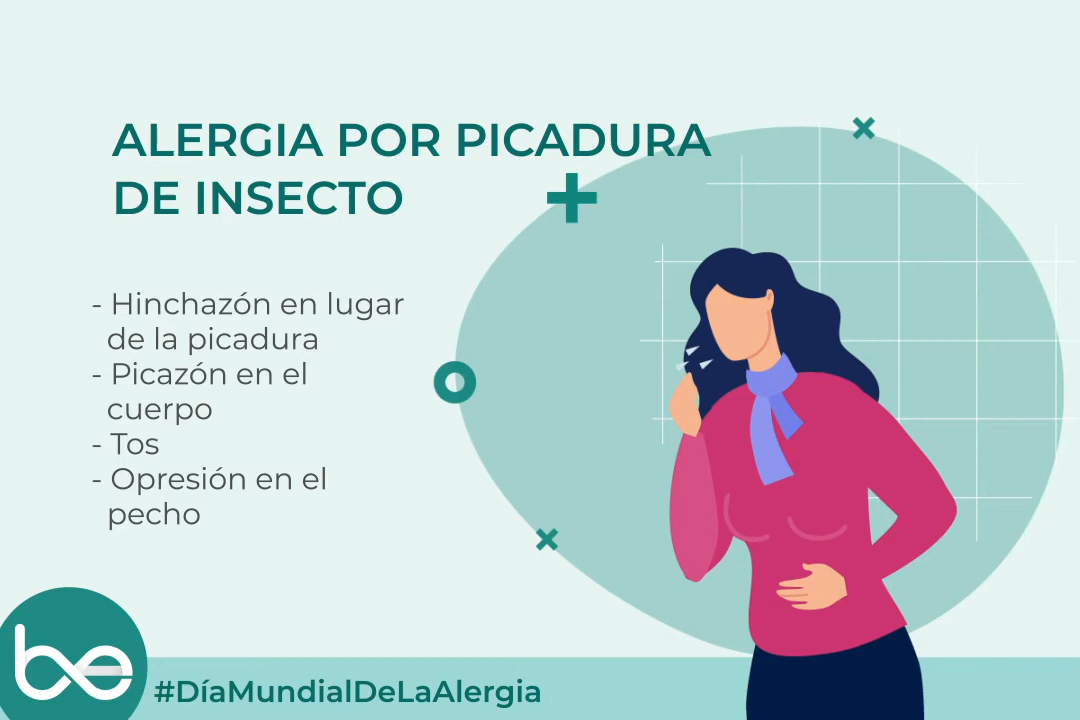 ALERGIA POR PICADURA
DE INSECTO
- Hinchazón en lugar
de la picadura
- Picazón en el
cuerpo
- Tos
- Opresión en el
pecho
be
#DíaMundialDeLaAlergia